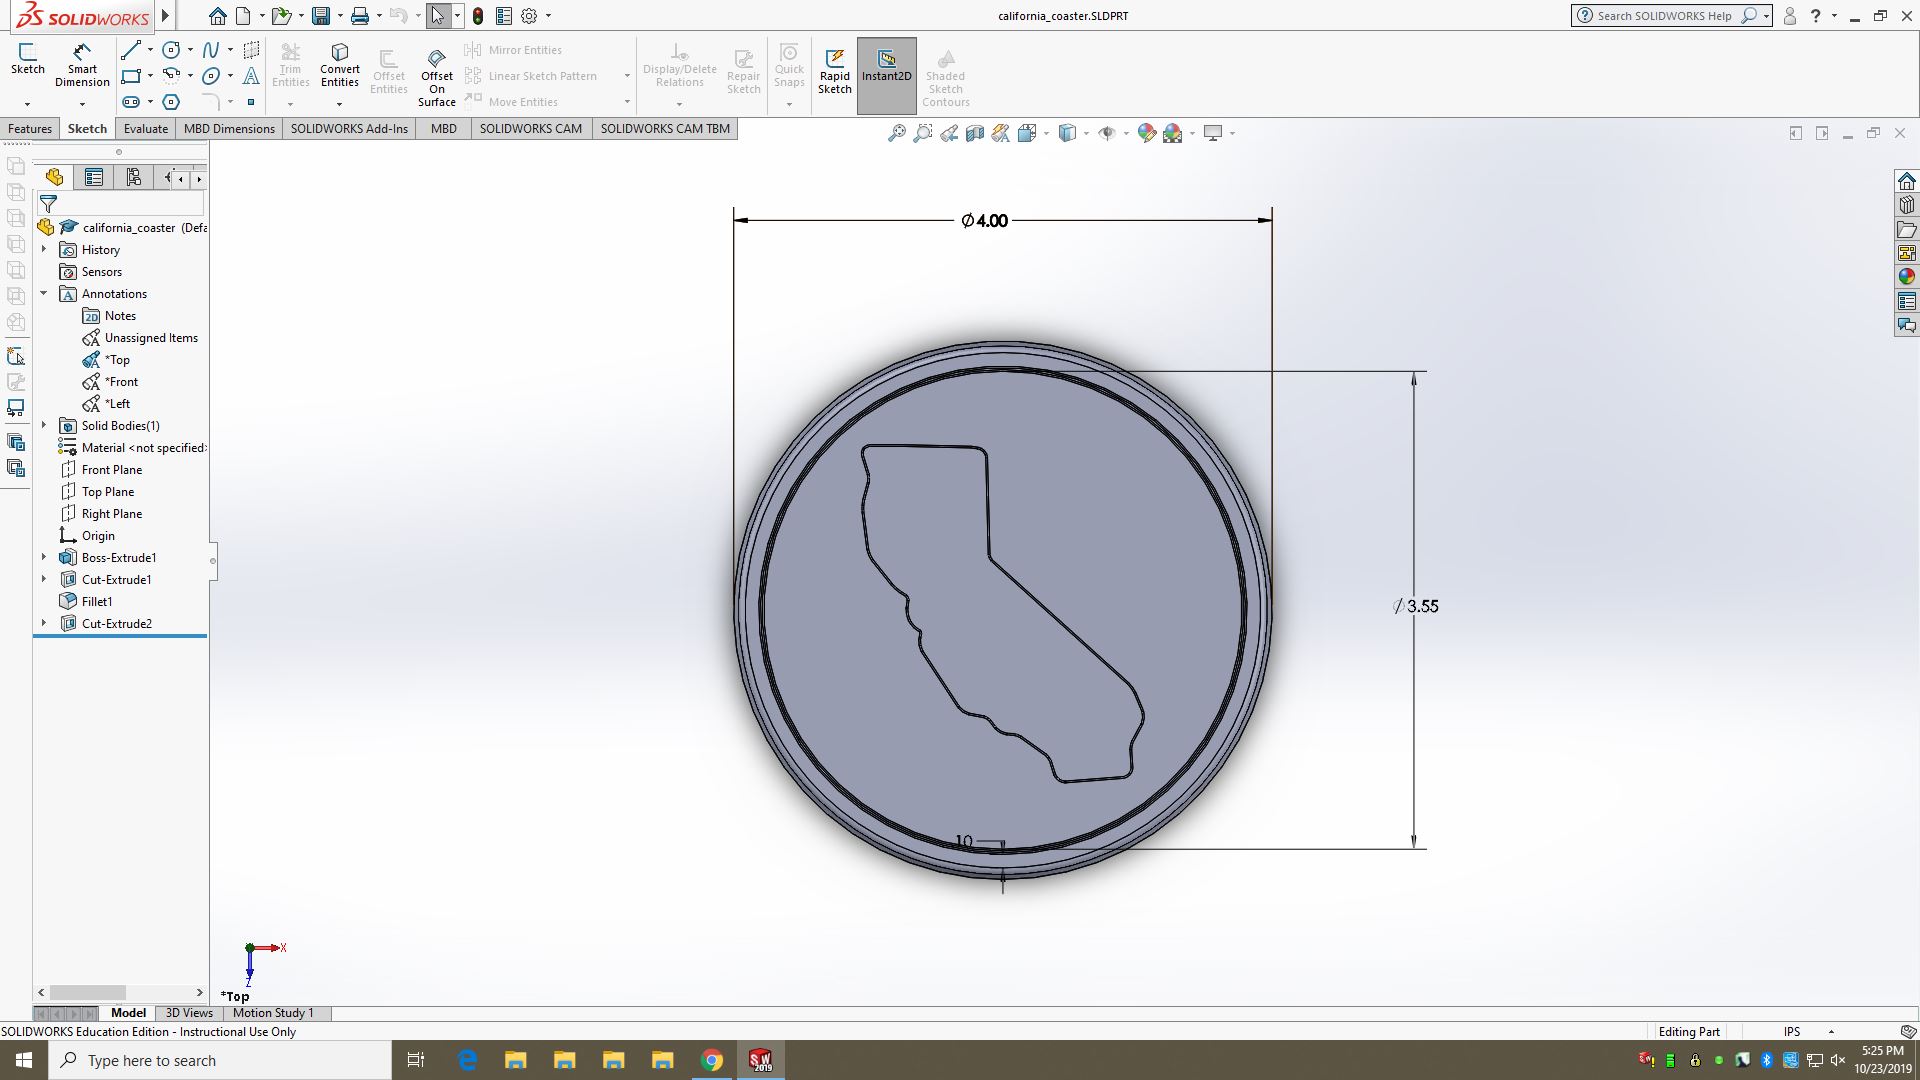 SOLIDWORKS
california_coaster.SLDPRT
Search SOLIDWORKS Help
?
Sketch
Smart Dimension
Trim Entities
Convert Entities
Offset Entities
Offset On Surface
Mirror Entities
Linear Sketch Pattern
Move Entities
Display/Delete Relations
Repair Sketch
Quick Snaps
Rapid Sketch
Instant2D
Shaded Sketch Contours
Features
Sketch
Evaluate
MBD Dimensions
SOLIDWORKS Add-Ins
MBD
SOLIDWORKS CAM
SOLIDWORKS CAM TBM
california_coaster (Defa
History
Sensors
Annotations
Notes
Unassigned Items
*Top
*Front
*Left
Solid Bodies(1)
Material <not specified>
Front Plane
Top Plane
Right Plane
Origin
Boss-Extrude1
Cut-Extrude1
Fillet1
Cut-Extrude2
∅4.00
∅3.55
.10
X
Z
*Top
Model
3D Views
Motion Study 1
SOLIDWORKS Education Edition - Instructional Use Only
Editing Part
IPS
Type here to search
SW 2019
5:25 PM
10/23/2019